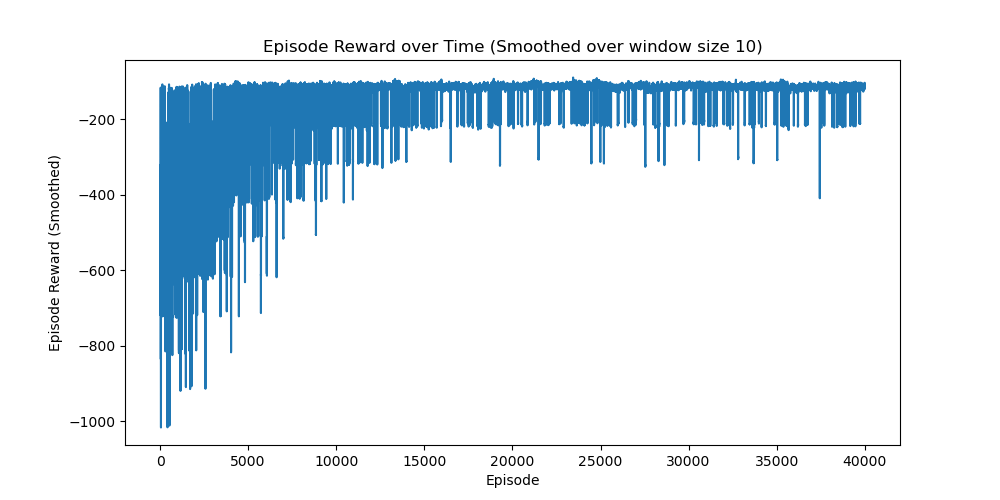 Episode Reward over Time (Smoothed over window size 10)
Episode Reward (Smoothed)
−200
−400
−600
−800
−1000
0 5000 10000 15000 20000 25000 30000 35000 40000
Episode